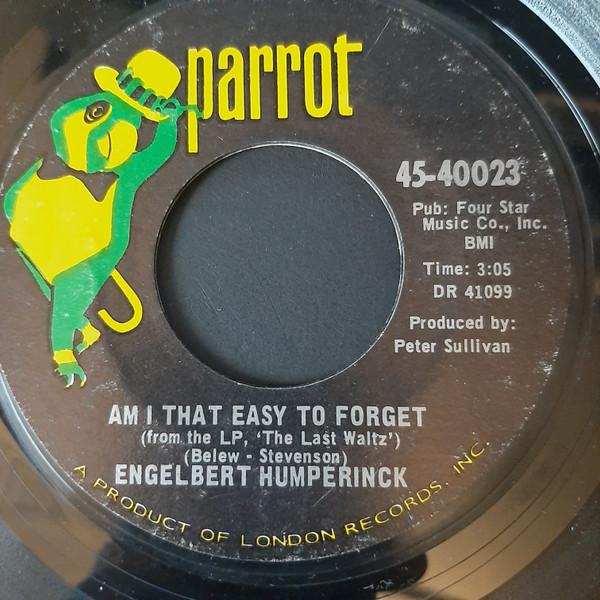 parrot
45-40023
Pub: Four Star
Music Co., Inc.
BMI
Time: 3:05
DR 41099
Produced by:
Peter Sullivan
AM I THAT EASY TO FORGET
(from the LP, 'The Last Waltz')
(Belew - Stevenson)
ENGELBERT HUMPERINCK
A PRODUCT OF LONDON RECORDS, INC.